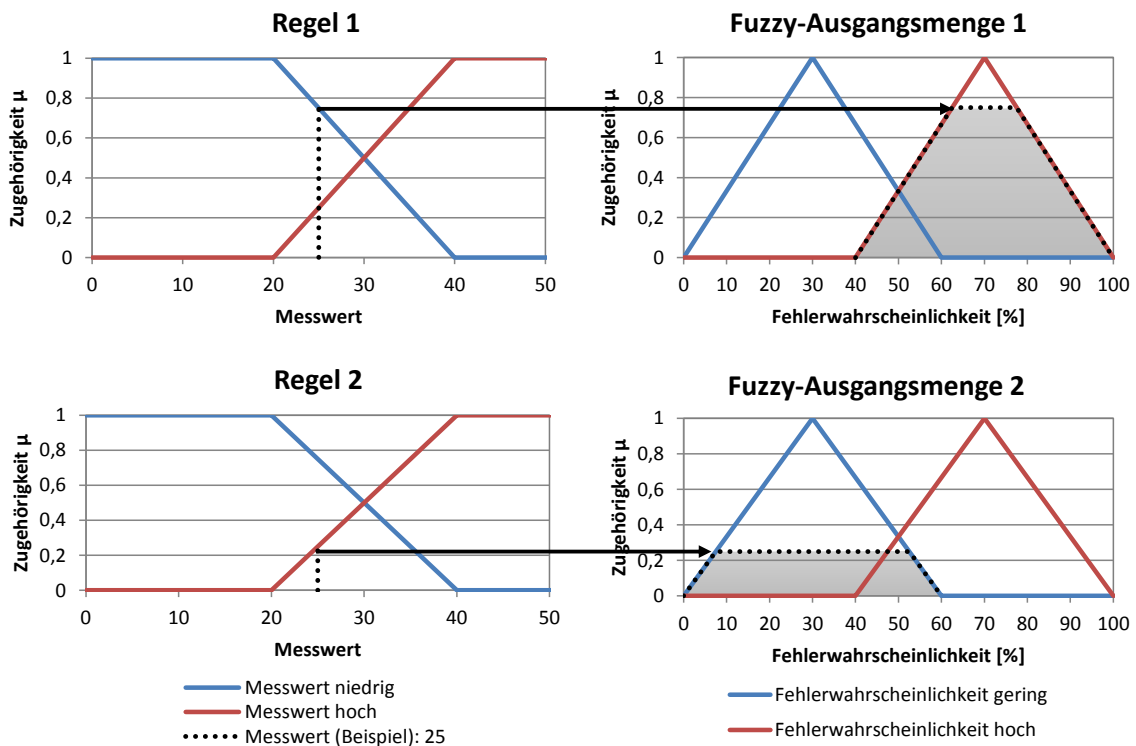 Regel 1
Zugehörigkeit µ
1
0,8
0,6
0,4
0,2
0
0 10 20 30 40 50
Messwert
Fuzzy-Ausgangsmenge 1
Zugehörigkeit µ
1
0,8
0,6
0,4
0,2
0
0 10 20 30 40 50 60 70 80 90 100
Fehlerwahrscheinlichkeit [%]
Regel 2
Zugehörigkeit µ
1
0,8
0,6
0,4
0,2
0
0 10 20 30 40 50
Messwert
Messwert niedrig
Messwert hoch
Messwert (Beispiel): 25
Fuzzy-Ausgangsmenge 2
Zugehörigkeit µ
1
0,8
0,6
0,4
0,2
0
0 10 20 30 40 50 60 70 80 90 100
Fehlerwahrscheinlichkeit [%]
Fehlerwahrscheinlichkeit gering
Fehlerwahrscheinlichkeit hoch